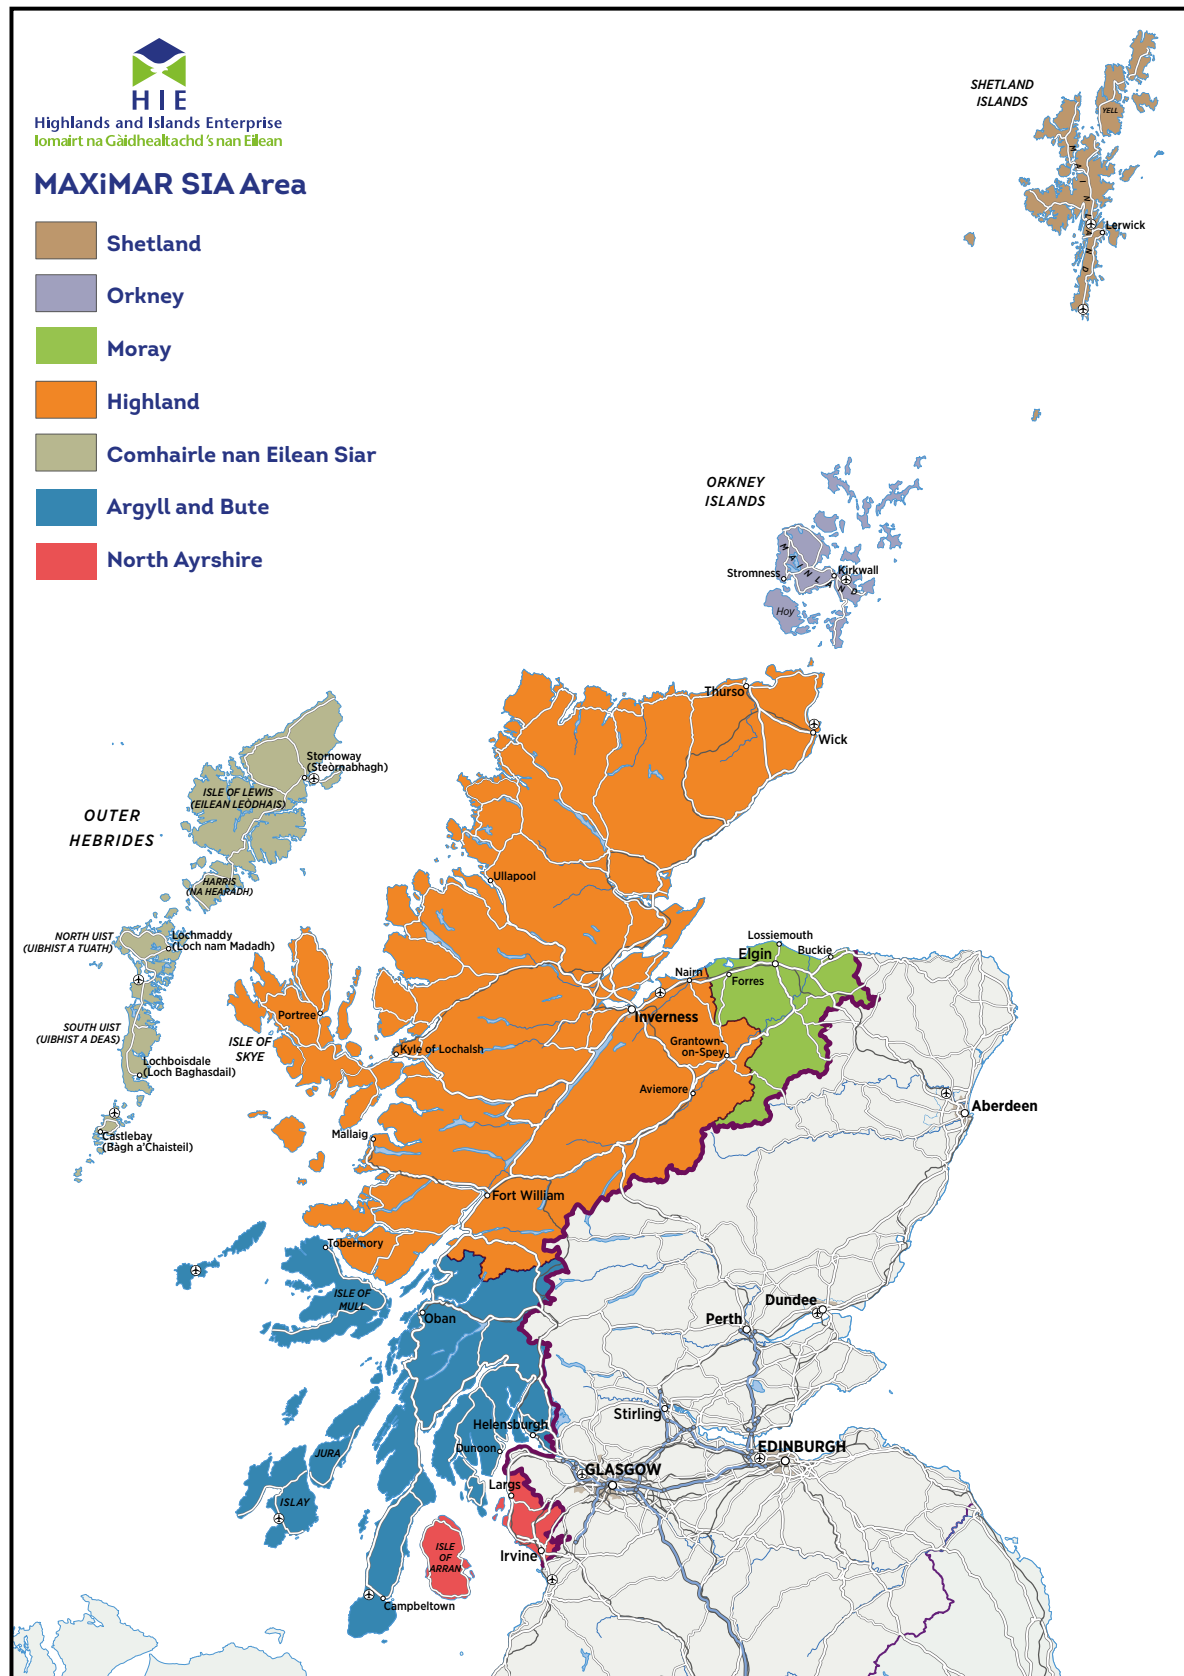 HIE
Highlands and Islands Enterprise
Iomairt na Gàidhealtachd 's nan Eilean
MAXiMAR SIA Area
Shetland
Orkney
Moray
Highland
Comhairle nan Eilean Siar
Argyll and Bute
North Ayrshire
SHETLAND
ISLANDS
YELL
MAINLAND
Lerwick
ORKNEY
ISLANDS
MAINLAND
Stromness
Kirkwall
Hoy
Thurso
Wick
Stornoway
(Steòrnabhagh)
ISLE OF LEWIS
(EILEAN LEÒDHAIS)
OUTER
HEBRIDES
HARRIS
(NA HEARADH)
NORTH UIST
(UIBHIST A TUATH)
Lochmaddy
(Loch nam Madadh)
SOUTH UIST
(UIBHIST A DEAS)
Lochboisdale
(Loch Baghasdail)
Castlebay
(Bàgh a'Chaisteil)
Ullapool
Portree
ISLE OF
SKYE
Kyle of Lochalsh
Lossiemouth
Elgin
Buckie
Nairn
Forres
Inverness
Grantown-
on-Spey
Aviemore
Aberdeen
Mallaig
Fort William
Tobermory
ISLE OF
MULL
Oban
Dundee
Perth
Stirling
Helensburgh
Dunoon
EDINBURGH
GLASGOW
JURA
ISLAY
Largs
Irvine
ISLE
OF
ARRAN
Campbeltown